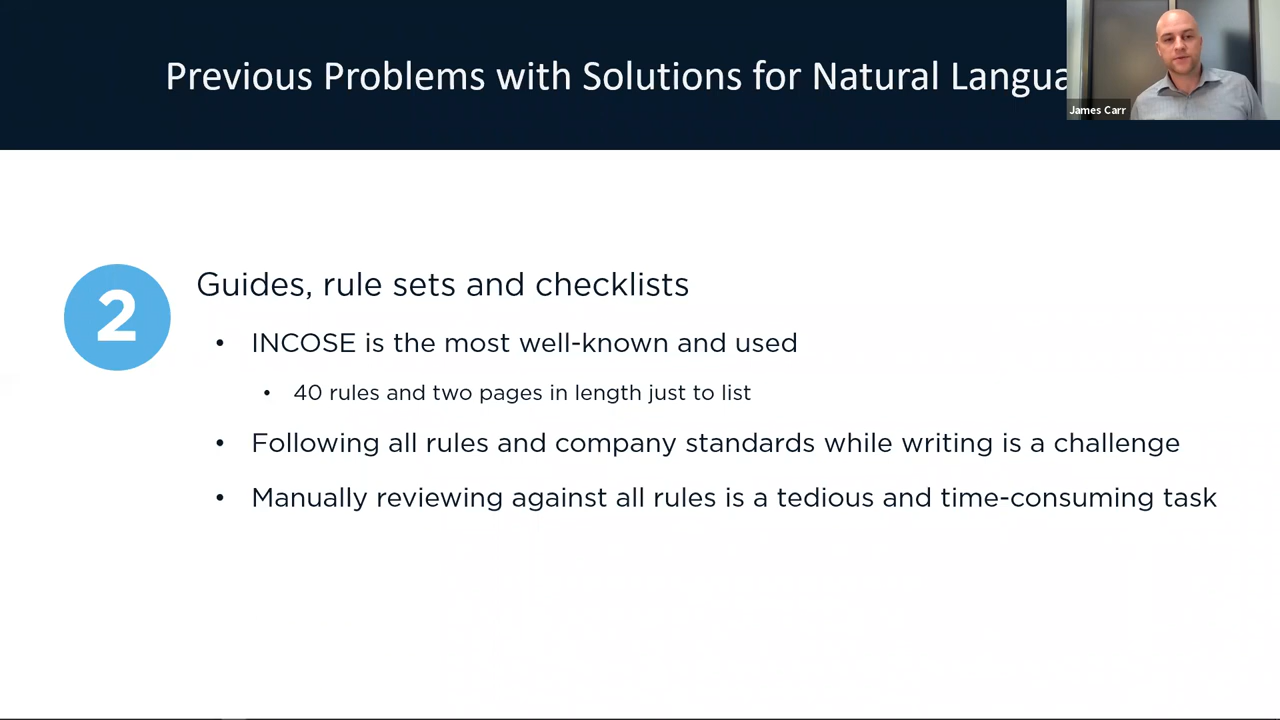 Previous Problems with Solutions for Natural Langua
James Carr
2
Guides, rule sets and checklists
• INCOSE is the most well-known and used
• 40 rules and two pages in length just to list
• Following all rules and company standards while writing is a challenge
• Manually reviewing against all rules is a tedious and time-consuming task